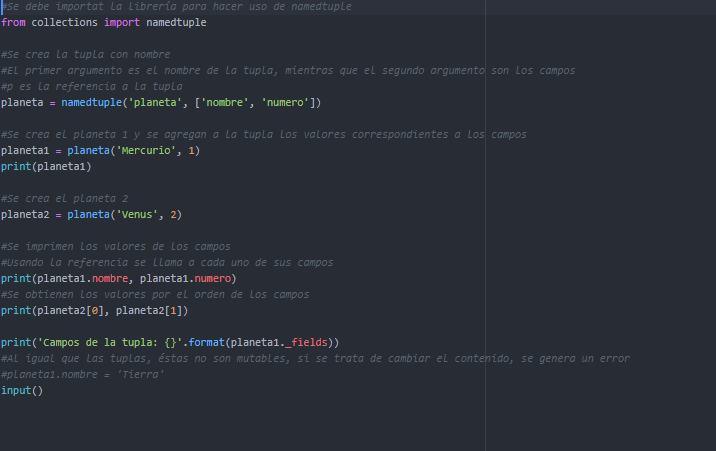 #Se debe importat la librería para hacer uso de namedtuple
from collections import namedtuple
#Se crea la tupla con nombre
#El primer argumento es el nombre de la tupla, mientras que el segundo argumento son los campos
#p es la referencia a la tupla
planeta = namedtuple('planeta', ['nombre', 'numero'])
#Se crea el planeta 1 y se agregan a la tupla los valores correspondientes a los campos
planeta1 = planeta('Mercurio', 1)
print(planeta1)
#Se crea el planeta 2
planeta2 = planeta('Venus', 2)
#Se imprimen los valores de los campos
#Usando la referencia se llama a cada uno de sus campos
print(planeta1.nombre, planeta1.numero)
#Se obtienen los valores por el orden de los campos
print(planeta2[0], planeta2[1])
print('Campos de la tupla: {}'.format(planeta1._fields))
#Al igual que las tuplas, éstas no son mutables, si se trata de cambiar el contenido, se genera un error
#planeta1.nombre = 'Tierra'
input()